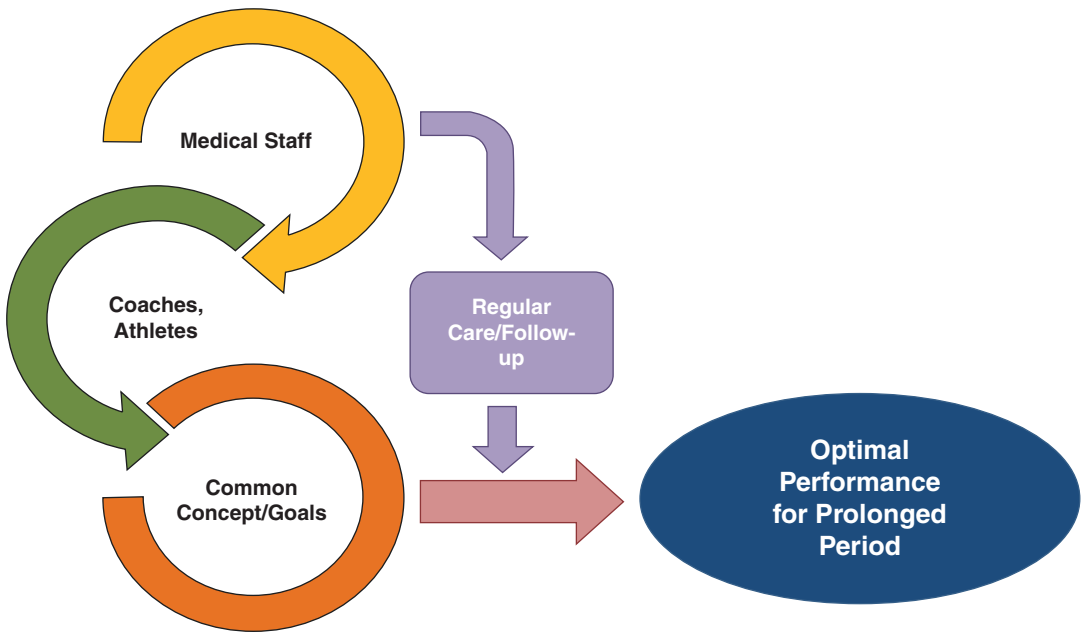 Medical Staff
Coaches,
Athletes
Regular
Care/Follow-
up
Common
Concept/Goals
Optimal
Performance
for Prolonged
Period